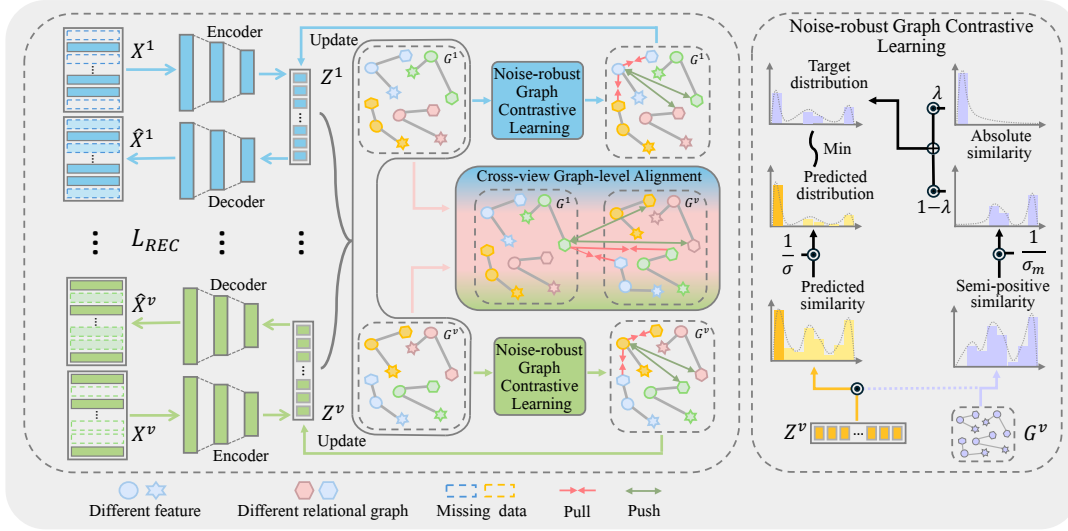 X¹
Encoder
Z¹
Update
X̂¹
Decoder
G¹
Noise-robust
Graph
Contrastive
Learning
G¹
Cross-view Graph-level Alignment
G¹
Gᵛ
L_REC
X̂ᵛ
Decoder
Xᵛ
Encoder
Zᵛ
Update
Gᵛ
Noise-robust
Graph
Contrastive
Learning
Gᵛ
Different feature
Different relational graph
Missing data
Pull
Push
Noise-robust Graph Contrastive
Learning
Target
distribution
λ
Absolute
similarity
Min
Predicted
distribution
1−λ
1
σ
1
σₘ
Predicted
similarity
Semi-positive
similarity
Zᵛ
...
Gᵛ